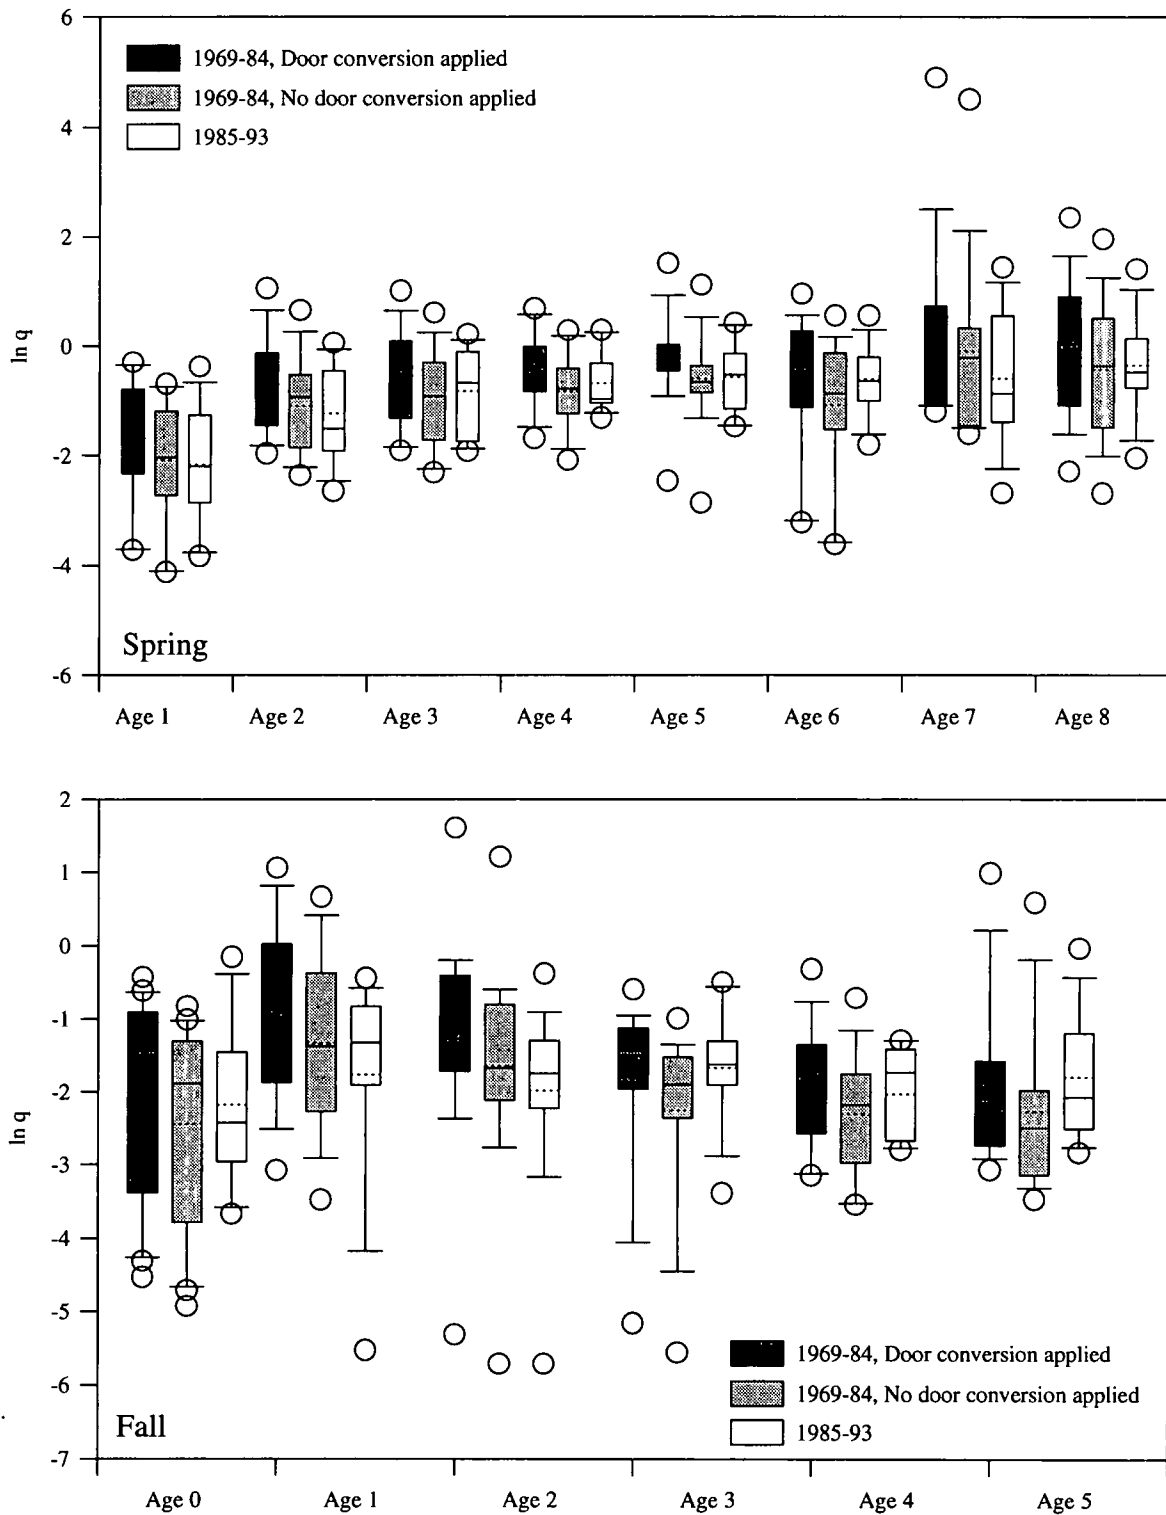 6
1969-84, Door conversion applied
1969-84, No door conversion applied
1985-93
4
2
0
-2
-4
-6
ln q
Spring
Age 1 Age 2 Age 3 Age 4 Age 5 Age 6 Age 7 Age 8
2
1
0
-1
-2
-3
-4
-5
-6
-7
ln q
1969-84, Door conversion applied
1969-84, No door conversion applied
1985-93
Fall
Age 0 Age 1 Age 2 Age 3 Age 4 Age 5